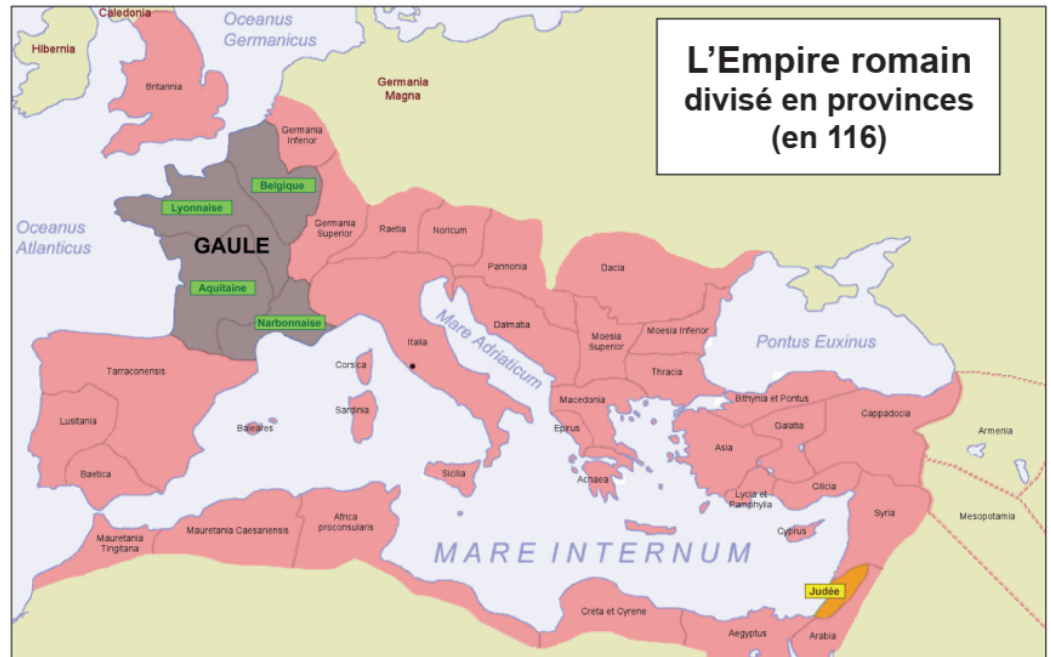 L'Empire romain
divisé en provinces
(en 116)
Caledonia
Hibernia
Britannia
Oceanus
Germanicus
Germania
Magna
Germania
Inferior
Belgique
Lyonnaise
Oceanus
Atlanticus
GAULE
Germania
Superior
Raetia
Noricum
Pannonia
Dacia
Aquitaine
Narbonnaise
Italia
Mare Adriaticum
Dalmatia
Moesia
Superior
Moesia Inferior
Pontus Euxinus
Thracia
Tarraconensis
Corsica
Lusitania
Sardinia
Baleares
Baetica
Macedonia
Epirus
Achaea
Bithynia et Pontus
Galatia
Cappadocia
Armenia
Asia
Lycia et
Pamphylia
Cilicia
Syria
Mesopotamia
Cyprus
Sicilia
Mauretania
Tingitana
Mauretania Caesariensis
Africa
proconsularis
MARE INTERNUM
Judée
Creta et Cyrene
Aegyptus
Arabia